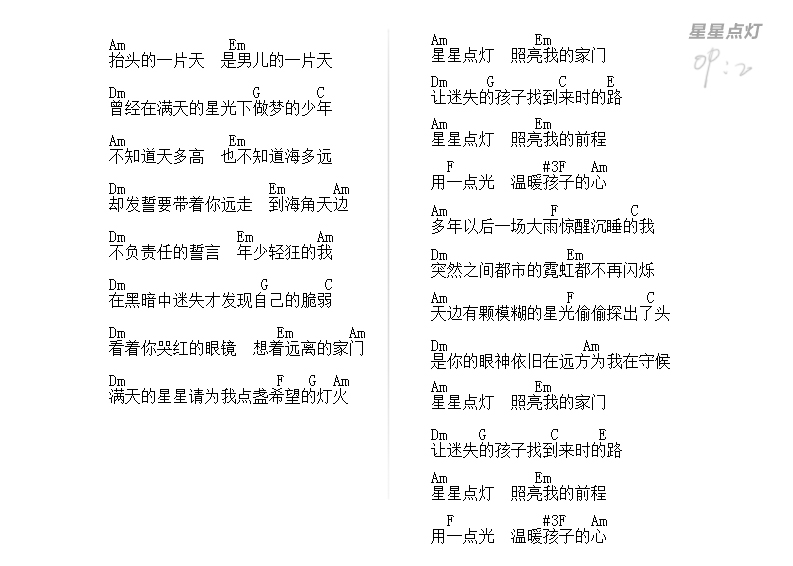 Am Em
抬头的一片天 是男儿的一片天
Dm G C
曾经在满天的星光下做梦的少年
Am Em
不知道天多高 也不知道海多远
Dm Em Am
却发誓要带着你远走 到海角天边
Dm Em Am
不负责任的誓言 年少轻狂的我
Dm G C
在黑暗中迷失才发现自己的脆弱
Dm Em Am
看着你哭红的眼镜 想着远离的家门
Dm F G Am
满天的星星请为我点盏希望的灯火
Am Em
星星点灯 照亮我的家门
Dm G C E
让迷失的孩子找到来时的路
Am Em
星星点灯 照亮我的前程
F #3F Am
用一点光 温暖孩子的心
Am F C
多年以后一场大雨惊醒沉睡的我
Dm Em
突然之间都市的霓虹都不再闪烁
Am F C
天边有颗模糊的星光偷偷探出了头
Dm Am
是你的眼神依旧在远方为我在守候
Am Em
星星点灯 照亮我的家门
Dm G C E
让迷失的孩子找到来时的路
Am Em
星星点灯 照亮我的前程
F #3F Am
用一点光 温暖孩子的心
星星点灯